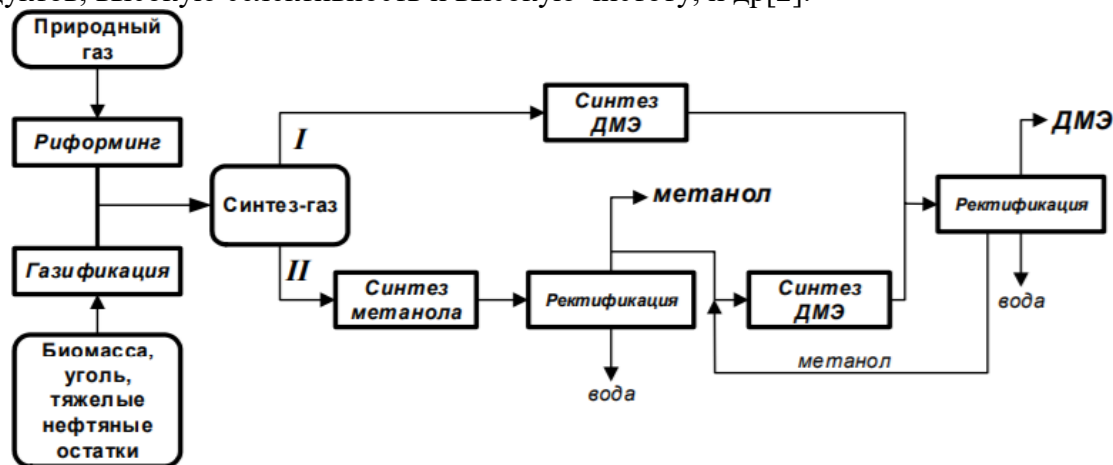 Природный
газ
Риформинг
Газификация
Биомасса,
уголь,
тяжелые
нефтяные
остатки
Синтез-газ
I
II
Синтез
ДМЭ
Синтез
метанола
Ректификация
метанол
вода
Синтез
ДМЭ
метанол
Ректификация
ДМЭ
вода